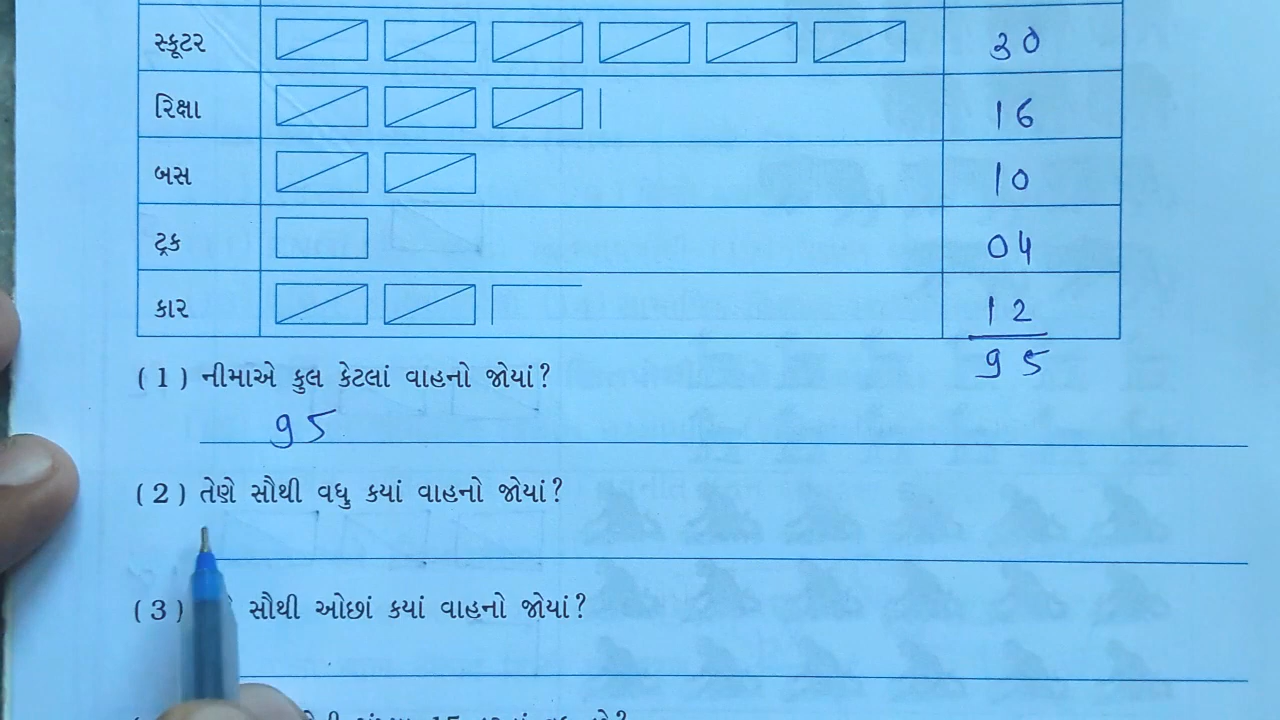 સ્કૂટર 30
રિક્ષા 16
બસ 10
ટ્રક 04
કાર 12
95
(1) નીમાએ કુલ કેટલાં વાહનો જોયાં?
95
(2) તેણે સૌથી વધુ કયાં વાહનો જોયાં?
(3) સૌથી ઓછાં કયાં વાહનો જોયાં?